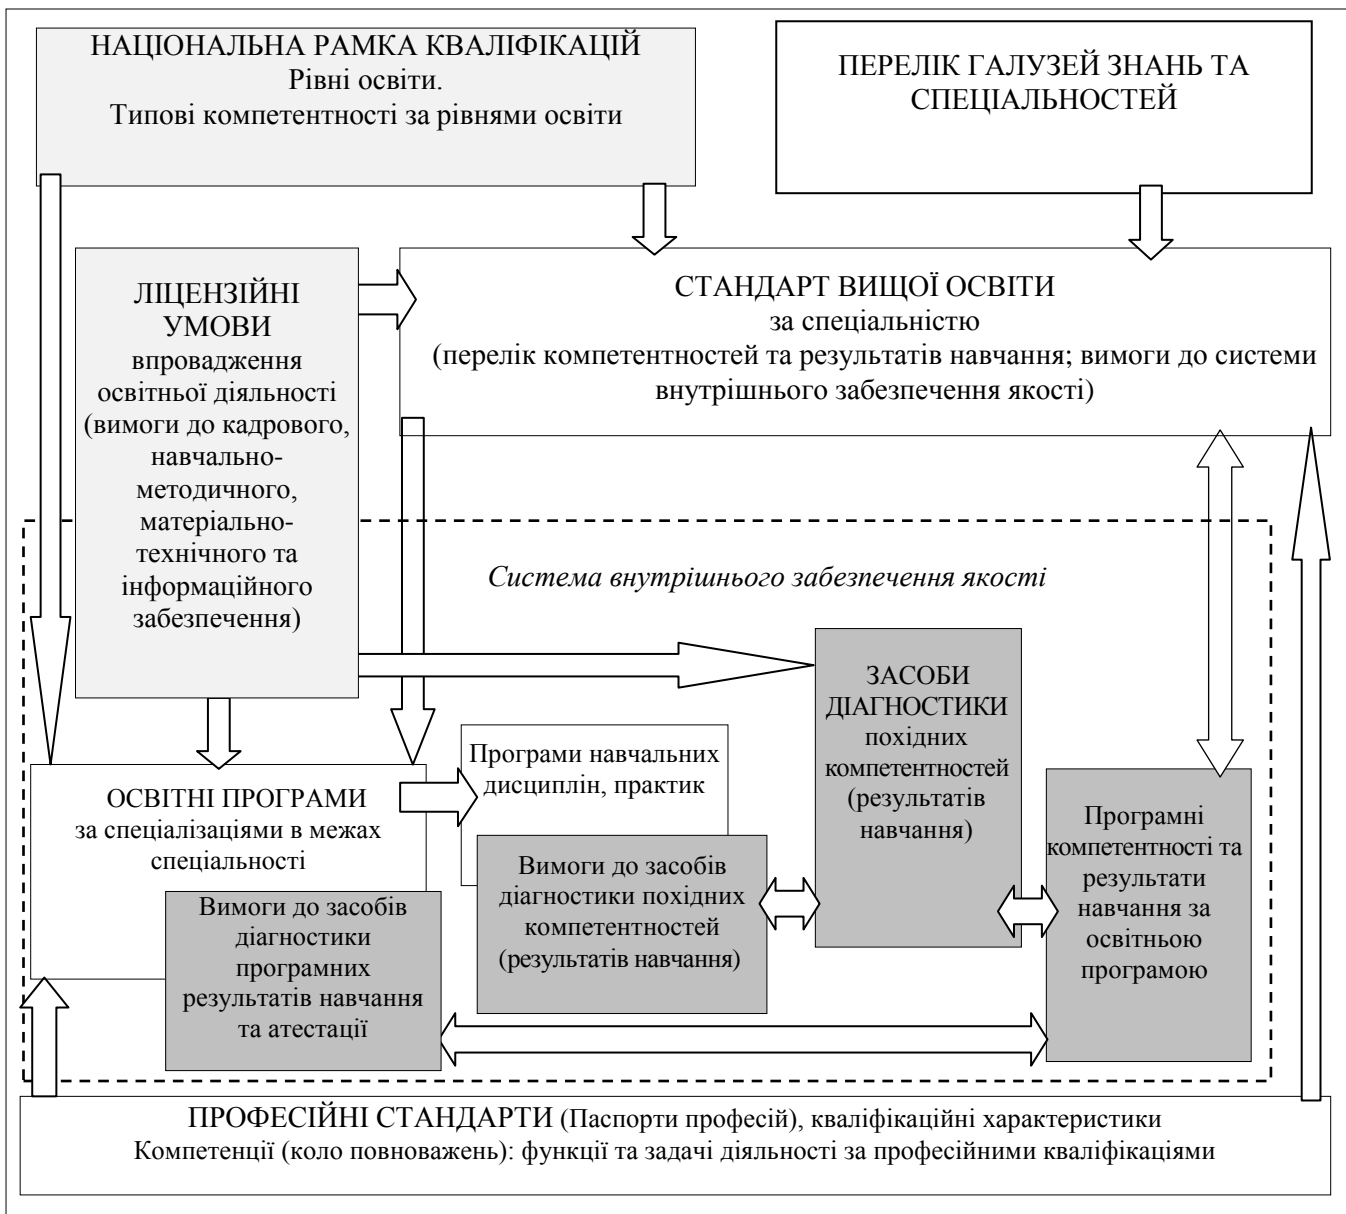 НАЦІОНАЛЬНА РАМКА КВАЛІФІКАЦІЙ
Рівні освіти.
Типові компетентності за рівнями освіти
ПЕРЕЛІК ГАЛУЗЕЙ ЗНАНЬ ТА
СПЕЦІАЛЬНОСТЕЙ
ЛІЦЕНЗІЙНІ
УМОВИ
впровадження
освітньої діяльності
(вимоги до кадрового,
навчально-
методичного,
матеріально-
технічного та
інформаційного
забезпечення)
СТАНДАРТ ВИЩОЇ ОСВІТИ
за спеціальністю
(перелік компетентностей та результатів навчання; вимоги до системи
внутрішнього забезпечення якості)
Система внутрішнього забезпечення якості
ЗАСОБИ
ДІАГНОСТИКИ
похідних
компетентностей
(результатів
навчання)
Програми навчальних
дисциплін, практик
ОСВІТНІ ПРОГРАМИ
за спеціалізаціями в межах
спеціальності
Вимоги до засобів
діагностики похідних
компетентностей
(результатів навчання)
Програмні
компетентності та
результати
навчання за
освітньою
програмою
Вимоги до засобів
діагностики
програмних
результатів навчання
та атестації
ПРОФЕСІЙНІ СТАНДАРТИ (Паспорти професій), кваліфікаційні характеристики
Компетенції (коло повноважень): функції та задачі діяльності за професійними кваліфікаціями